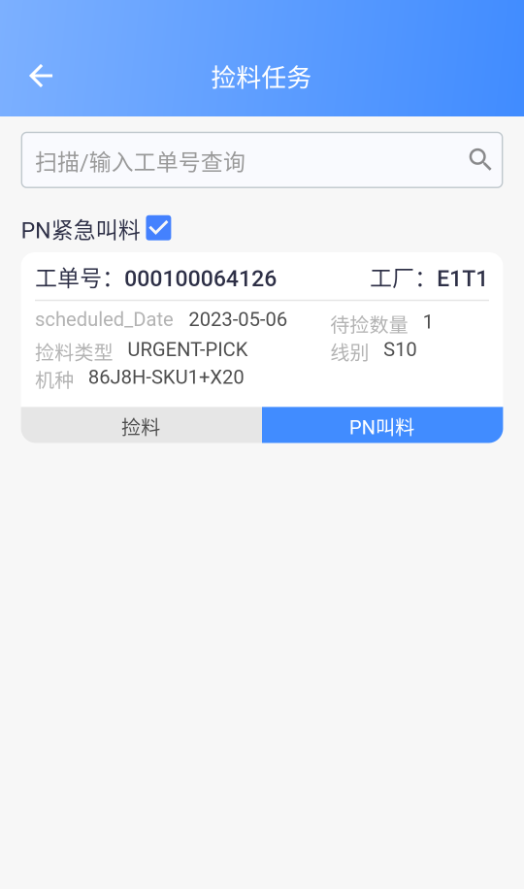 捡料任务
扫描/输入工单号查询
PN紧急叫料
工单号：000100064126 工厂：E1T1
scheduled_Date 2023-05-06 待捡数量 1
捡料类型 URGENT-PICK 线别 S10
机种 86J8H-SKU1+X20
捡料 PN叫料